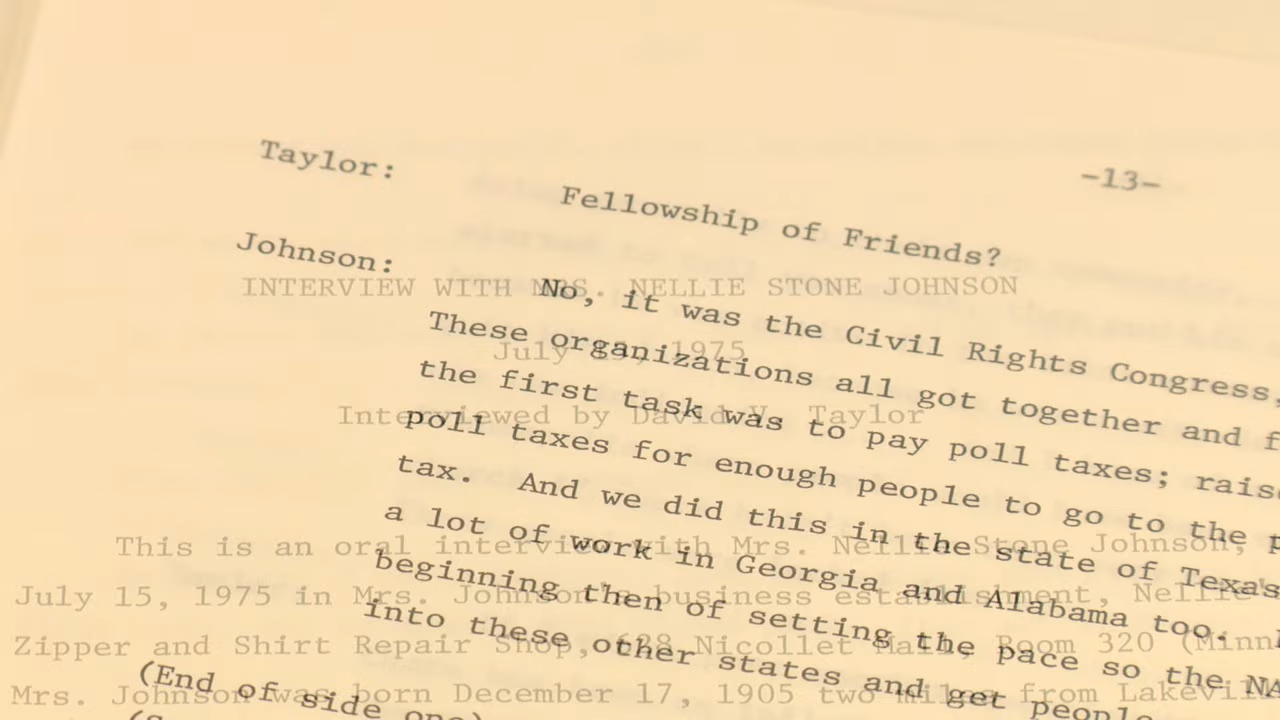 Taylor:
-13-
Fellowship of Friends?
Johnson:
No, it was the Civil Rights Congress,
These organizations all got together and f
the first task was to pay poll taxes; raise
poll taxes for enough people to go to the p
tax. And we did this in the state of Texas
a lot of work in Georgia and Alabama too.
beginning then of setting the pace so the NA
into these other states and get people
(End of side one)
INTERVIEW WITH MRS. NELLIE STONE JOHNSON
July 15, 1975
Interviewed by David V. Taylor
This is an oral interview with Mrs. Nellie Stone Johnson,
July 15, 1975 in Mrs. Johnson's business establishment, Nellie
Zipper and Shirt Repair Shop, 628 Nicollet Mall, Room 320 (Minn
Mrs. Johnson was born December 17, 1905 two miles from Lakevil